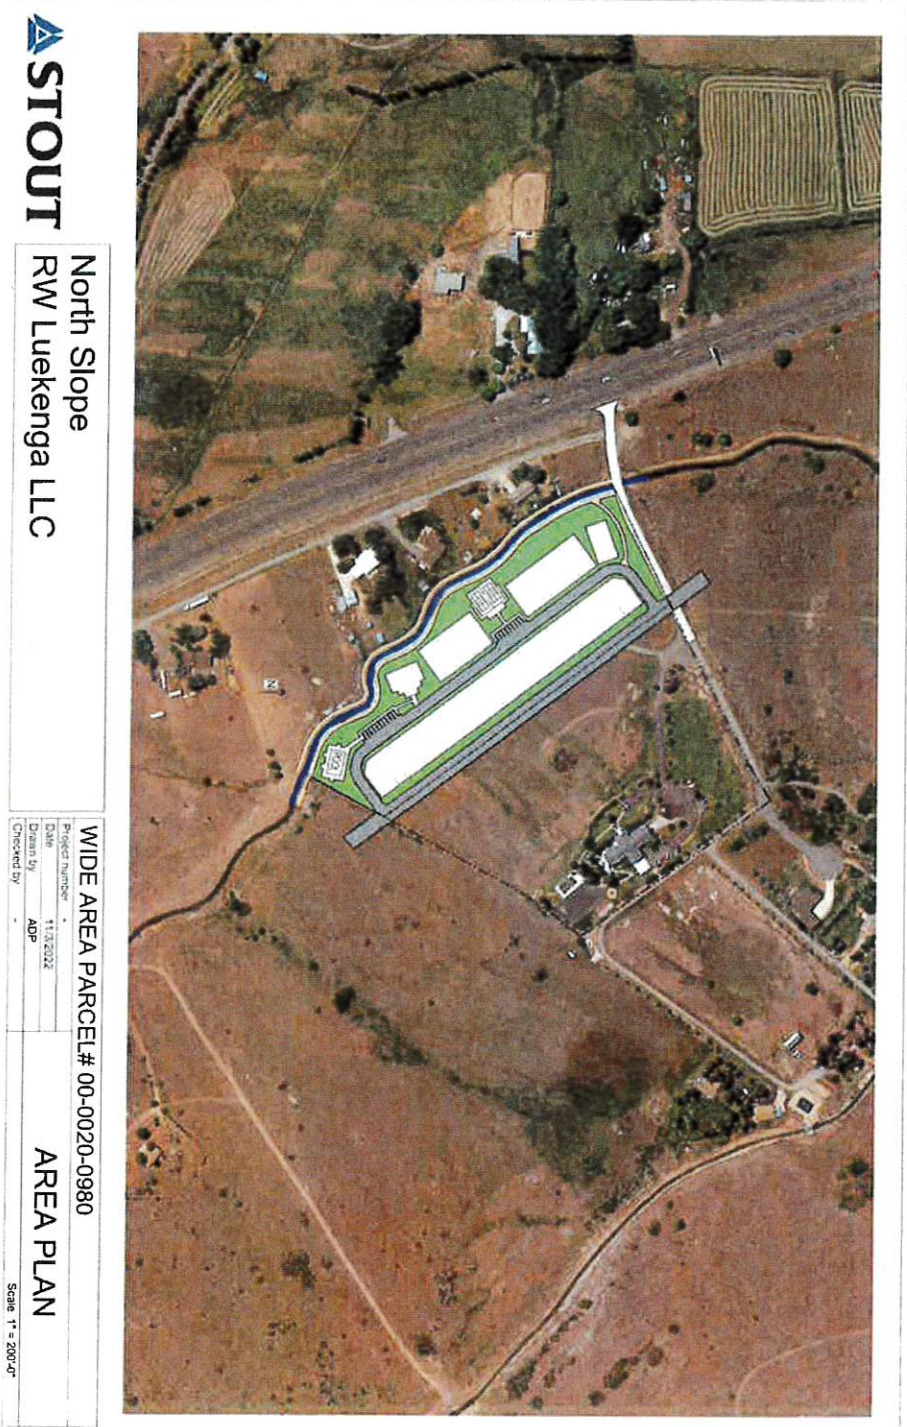 STOUT
North Slope
RW Luekenga LLC
WIDE AREA PARCEL# 00-0020-0980
Project number -
Date 11/3/2022
Drawn by ADP
Checked by -
AREA PLAN
Scale 1" = 200'-0"